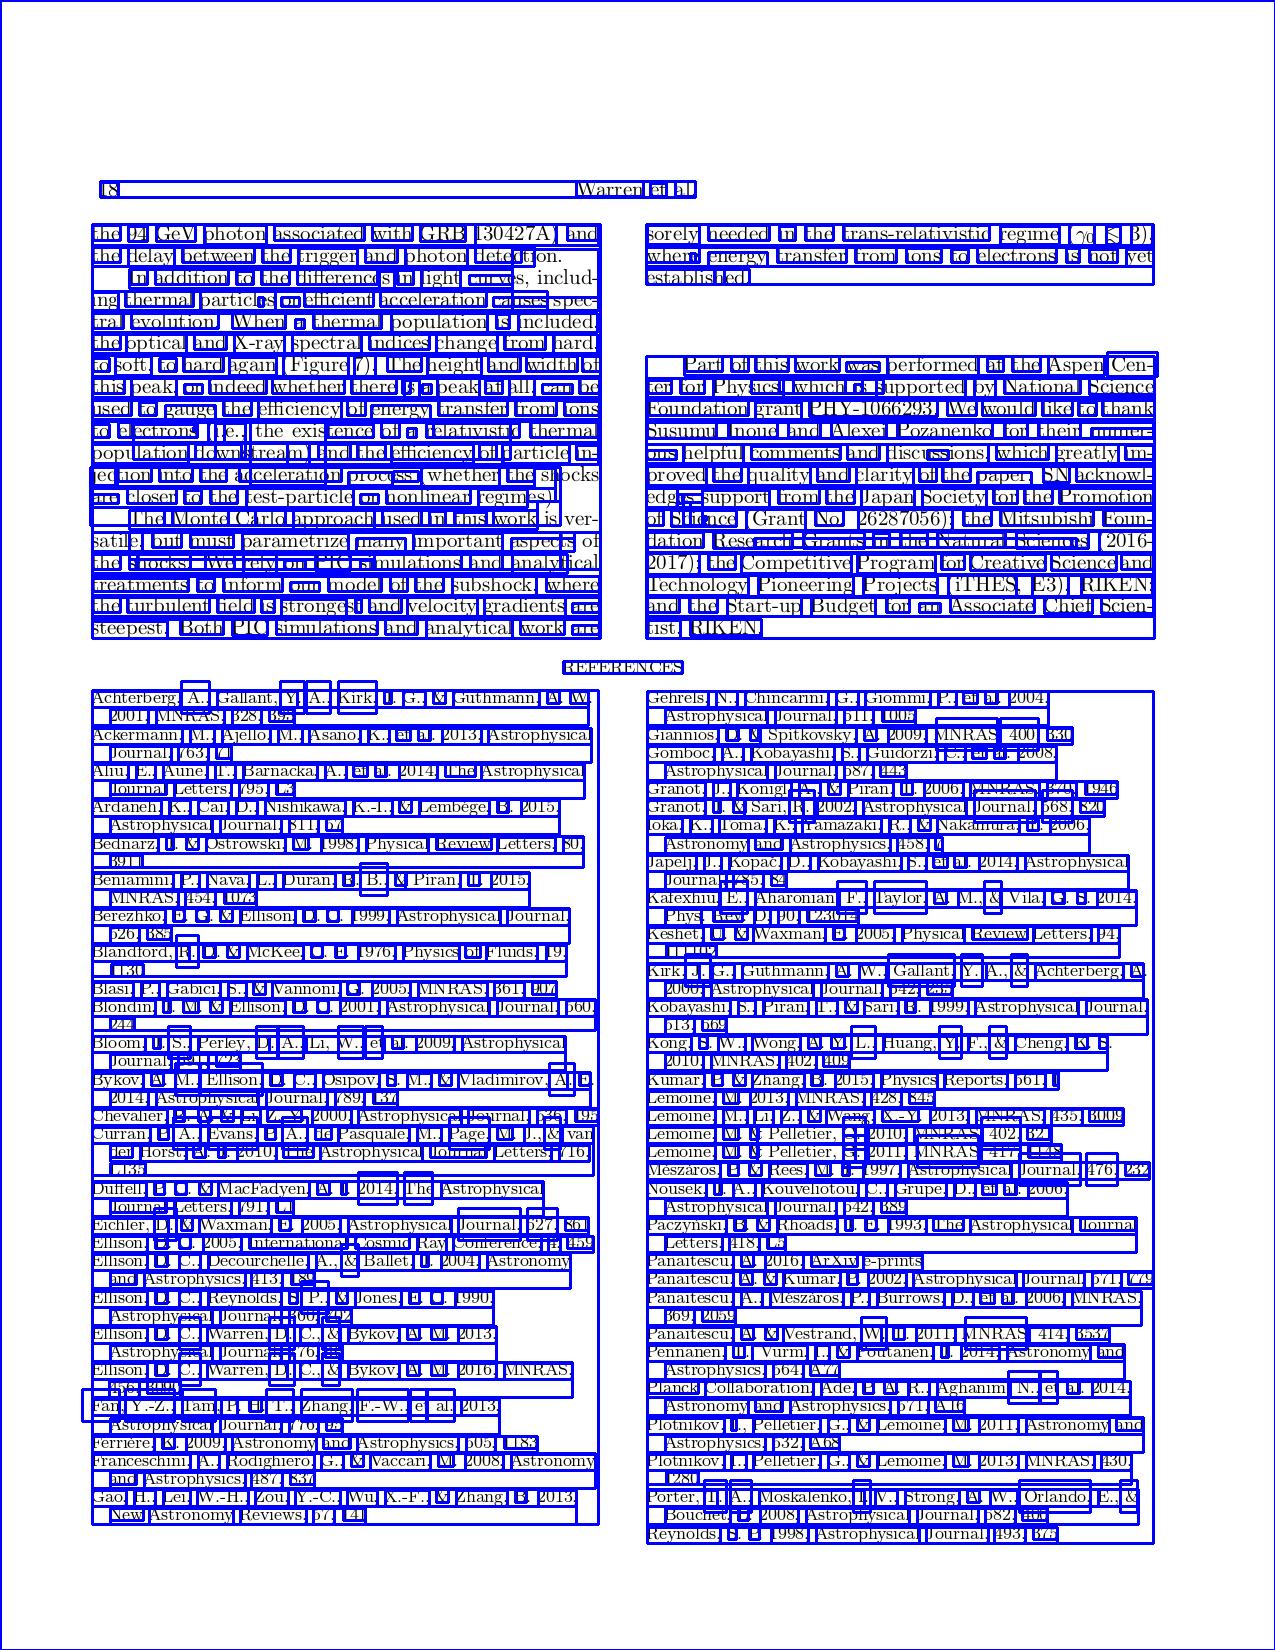 18
Warren et al.
the 94 GeV photon associated with GRB 130427A) and
the delay between the trigger and photon detection.
In addition to the differences in light curves, includ-
ing thermal particles or efficient acceleration causes spec-
tral evolution. When a thermal population is included,
the optical and X-ray spectral indices change from hard,
to soft, to hard again (Figure 7). The height and width of
this peak, or indeed whether there is a peak at all, can be
used to gauge the efficiency of energy transfer from ions
to electrons (i.e., the existence of a relativistic thermal
population downstream) and the efficiency of particle in-
jection into the acceleration process (whether the shocks
are closer to the test-particle or nonlinear regimes).
The Monte Carlo approach used in this work is ver-
satile, but must parametrize many important aspects of
the shocks. We rely on PIC simulations and analytical
treatments to inform our model of the subshock, where
the turbulent field is strongest and velocity gradients are
steepest. Both PIC simulations and analytical work are
sorely needed in the trans-relativistic regime (γ₀ ≲ 3),
where energy transfer from ions to electrons is not yet
established.
Part of this work was performed at the Aspen Cen-
ter for Physics, which is supported by National Science
Foundation grant PHY-1066293. We would like to thank
Susumu Inoue and Alexei Pozanenko for their numer-
ous helpful comments and discussions, which greatly im-
proved the quality and clarity of the paper. SN acknowl-
edges support from the Japan Society for the Promotion
of Science (Grant No. 26287056); the Mitsubishi Foun-
dation Research Grants in the Natural Sciences (2016-
2017); the Competitive Program for Creative Science and
Technology Pioneering Projects (iTHES, E3), RIKEN;
and the Start-up Budget for an Associate Chief Scien-
tist, RIKEN.
REFERENCES
Achterberg, A., Gallant, Y. A., Kirk, J. G., & Guthmann, A. W.
2001, MNRAS, 328, 393
Ackermann, M., Ajello, M., Asano, K., et al. 2013, Astrophysical
Journal, 763, 71
Aliu, E., Aune, T., Barnacka, A., et al. 2014, The Astrophysical
Journal Letters, 795, L3
Ardaneh, K., Cai, D., Nishikawa, K.-I., & Lembége, B. 2015,
Astrophysical Journal, 811, 57
Bednarz, J. & Ostrowski, M. 1998, Physical Review Letters, 80,
3911
Beniamini, P., Nava, L., Duran, R. B., & Piran, T. 2015,
MNRAS, 454, 1073
Berezhko, E. G. & Ellison, D. C. 1999, Astrophysical Journal,
526, 385
Blandford, R. D. & McKee, C. F. 1976, Physics of Fluids, 19,
1130
Blasi, P., Gabici, S., & Vannoni, G. 2005, MNRAS, 361, 907
Blondin, J. M. & Ellison, D. C. 2001, Astrophysical Journal, 560,
244
Bloom, J. S., Perley, D. A., Li, W., et al. 2009, Astrophysical
Journal, 691, 723
Bykov, A. M., Ellison, D. C., Osipov, S. M., & Vladimirov, A. E.
2014, Astrophysical Journal, 789, 137
Chevalier, R. A. & Li, Z.-Y. 2000, Astrophysical Journal, 536, 195
Curran, P. A., Evans, P. A., de Pasquale, M., Page, M. J., & van
der Horst, A. J. 2010, The Astrophysical Journal Letters, 716,
L135
Duffell, P. C. & MacFadyen, A. I. 2014, The Astrophysical
Journal Letters, 791, L1
Eichler, D. & Waxman, E. 2005, Astrophysical Journal, 627, 861
Ellison, D. C. 2005, International Cosmic Ray Conference, 4, 459
Ellison, D. C., Decourchelle, A., & Ballet, J. 2004, Astronomy
and Astrophysics, 413, 189
Ellison, D. C., Reynolds, S. P., & Jones, F. C. 1990,
Astrophysical Journal, 360, 702
Ellison, D. C., Warren, D. C., & Bykov, A. M. 2013,
Astrophysical Journal, 776, 46
Ellison, D. C., Warren, D. C., & Bykov, A. M. 2016, MNRAS,
456, 3090
Fan, Y.-Z., Tam, P. H. T., Zhang, F.-W., et al. 2013,
Astrophysical Journal, 776, 95
Ferrière, K. 2009, Astronomy and Astrophysics, 505, 1183
Franceschini, A., Rodighiero, G., & Vaccari, M. 2008, Astronomy
and Astrophysics, 487, 837
Gao, H., Lei, W.-H., Zou, Y.-C., Wu, X.-F., & Zhang, B. 2013,
New Astronomy Reviews, 57, 141
Gehrels, N., Chincarini, G., Giommi, P., et al. 2004,
Astrophysical Journal, 611, 1005
Giannios, D. & Spitkovsky, A. 2009, MNRAS, 400, 330
Gomboc, A., Kobayashi, S., Guidorzi, C., et al. 2008,
Astrophysical Journal, 687, 443
Granot, J., Königl, A., & Piran, T. 2006, MNRAS, 370, 1946
Granot, J. & Sari, R. 2002, Astrophysical Journal, 568, 820
Ioka, K., Toma, K., Yamazaki, R., & Nakamura, T. 2006,
Astronomy and Astrophysics, 458, 7
Japelj, J., Kopač, D., Kobayashi, S., et al. 2014, Astrophysical
Journal, 785, 84
Kafexhiu, E., Aharonian, F., Taylor, A. M., & Vila, G. S. 2014,
Phys. Rev. D, 90, 123014
Keshet, U. & Waxman, E. 2005, Physical Review Letters, 94,
111102
Kirk, J. G., Guthmann, A. W., Gallant, Y. A., & Achterberg, A.
2000, Astrophysical Journal, 542, 235
Kobayashi, S., Piran, T., & Sari, R. 1999, Astrophysical Journal,
513, 669
Kong, S. W., Wong, A. Y. L., Huang, Y. F., & Cheng, K. S.
2010, MNRAS, 402, 409
Kumar, P. & Zhang, B. 2015, Physics Reports, 561, 1
Lemoine, M. 2013, MNRAS, 428, 845
Lemoine, M., Li, Z., & Wang, X.-Y. 2013, MNRAS, 435, 3009
Lemoine, M. & Pelletier, G. 2010, MNRAS, 402, 321
Lemoine, M. & Pelletier, G. 2011, MNRAS, 417, 1148
Mészáros, P. & Rees, M. J. 1997, Astrophysical Journal, 476, 232
Nousek, J. A., Kouveliotou, C., Grupe, D., et al. 2006,
Astrophysical Journal, 642, 389
Paczyński, B. & Rhoads, J. E. 1993, The Astrophysical Journal
Letters, 418, L5
Panaitescu, A. 2016, ArXiv e-prints
Panaitescu, A. & Kumar, P. 2002, Astrophysical Journal, 571, 779
Panaitescu, A., Mészáros, P., Burrows, D., et al. 2006, MNRAS,
369, 2059
Panaitescu, A. & Vestrand, W. T. 2011, MNRAS, 414, 3537
Pennanen, T., Vurm, I., & Poutanen, J. 2014, Astronomy and
Astrophysics, 564, A77
Planck Collaboration, Ade, P. A. R., Aghanim, N., et al. 2014,
Astronomy and Astrophysics, 571, A16
Plotnikov, I., Pelletier, G., & Lemoine, M. 2011, Astronomy and
Astrophysics, 532, A68
Plotnikov, I., Pelletier, G., & Lemoine, M. 2013, MNRAS, 430,
1280
Porter, T. A., Moskalenko, I. V., Strong, A. W., Orlando, E., &
Bouchet, L. 2008, Astrophysical Journal, 682, 400
Reynolds, S. P. 1998, Astrophysical Journal, 493, 375